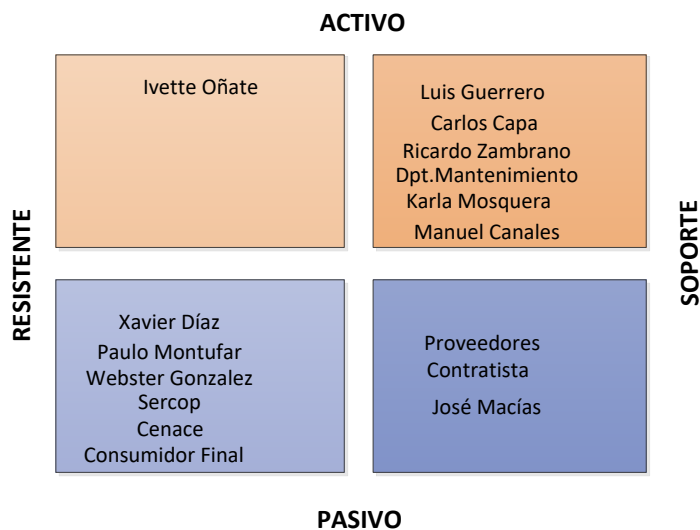 ACTIVO
Ivette Oñate
Luis Guerrero
Carlos Capa
Ricardo Zambrano
Dpt.Mantenimiento
Karla Mosquera
Manuel Canales
RESISTENTE
SOPORTE
Xavier Díaz
Paulo Montufar
Webster Gonzalez
Sercop
Cenace
Consumidor Final
Proveedores
Contratista
José Macías
PASIVO